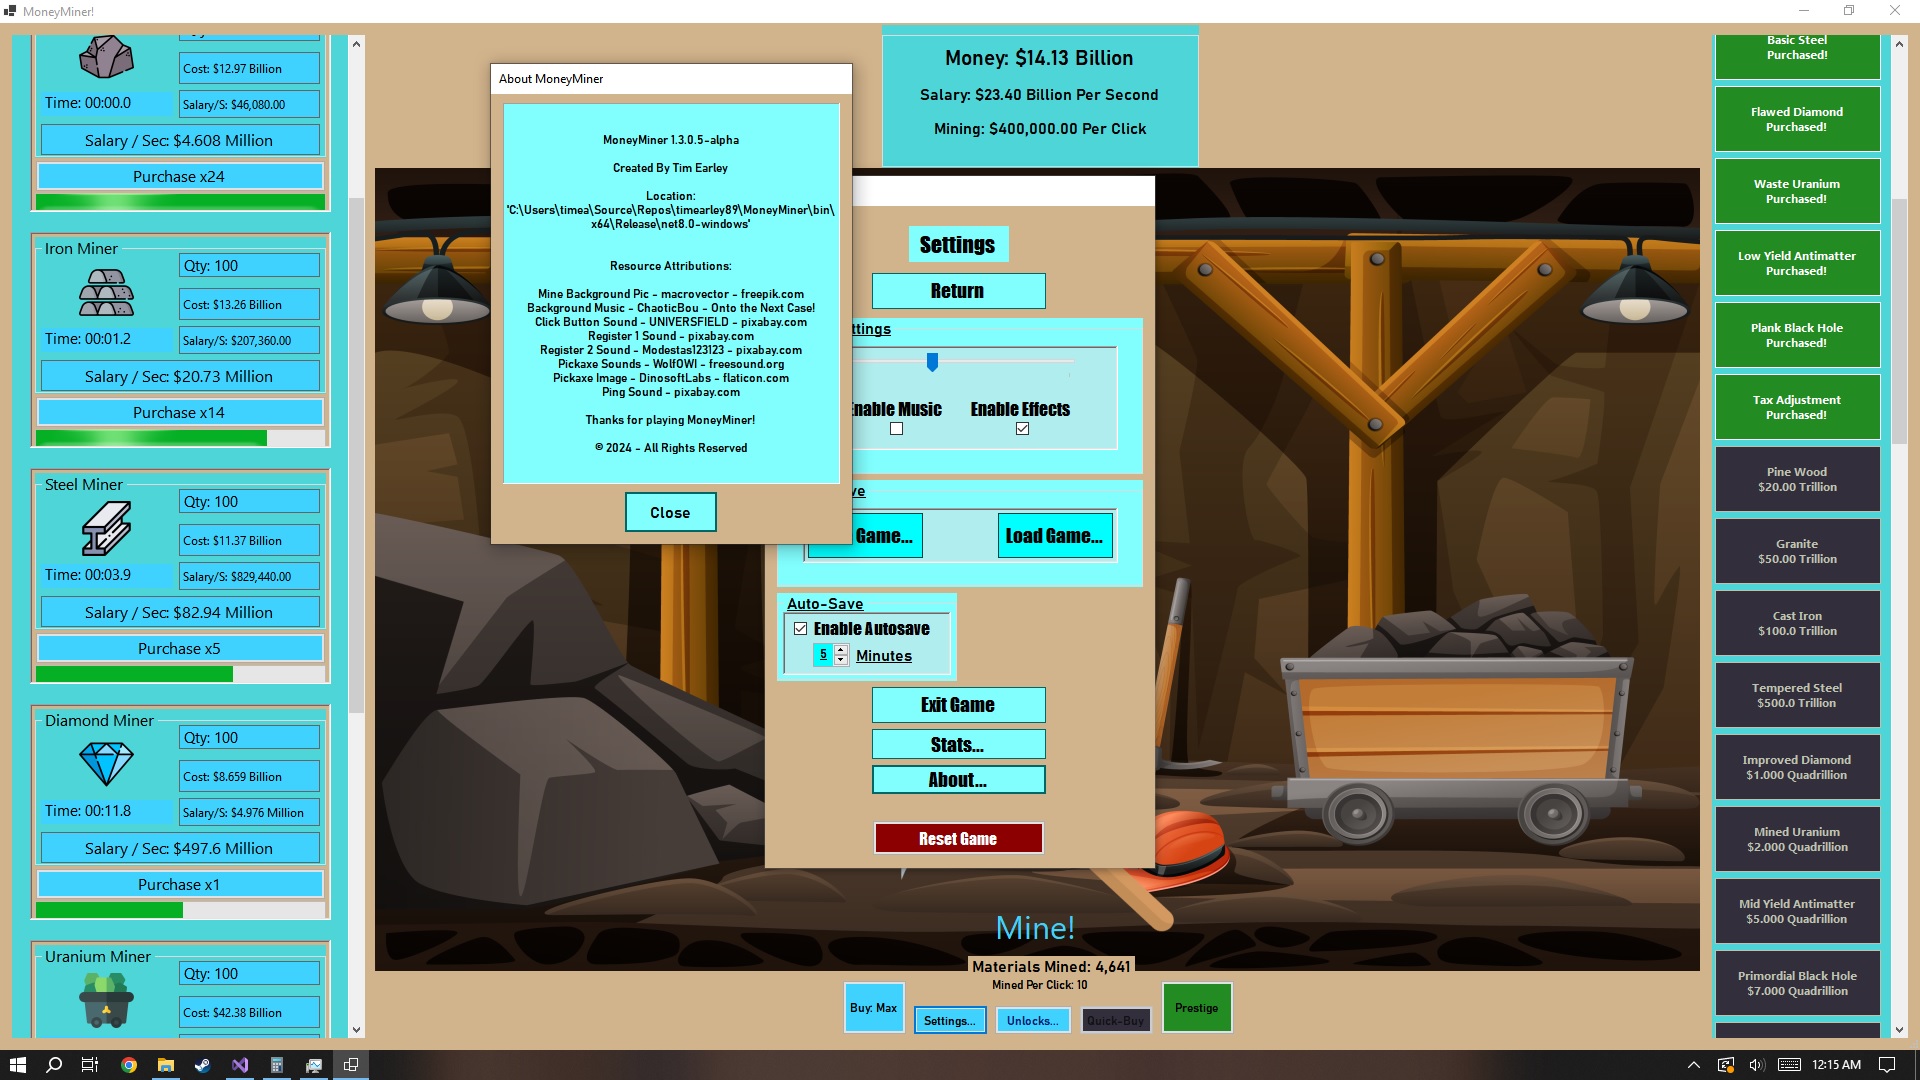 MoneyMiner!
Cost: $12.97 Billion
Time: 00:00.0
Salary/S: $46,080.00
Salary / Sec: $4.608 Million
Purchase x24
Iron Miner
Qty: 100
Cost: $13.26 Billion
Time: 00:01.2
Salary/S: $207,360.00
Salary / Sec: $20.73 Million
Purchase x14
Steel Miner
Qty: 100
Cost: $11.37 Billion
Time: 00:03.9
Salary/S: $829,440.00
Salary / Sec: $82.94 Million
Purchase x5
Diamond Miner
Qty: 100
Cost: $8.659 Billion
Time: 00:11.8
Salary/S: $4.976 Million
Salary / Sec: $497.6 Million
Purchase x1
Uranium Miner
Qty: 100
Cost: $42.38 Billion
About MoneyMiner
MoneyMiner 1.3.0.5-alpha
Created By Tim Earley
Location:
'C:\Users\timea\Source\Repos\timearley89\MoneyMiner\bin\
x64\Release\net8.0-windows'
Resource Attributions:
Mine Background Pic - macrovector - freepik.com
Background Music - ChaoticBou - Onto the Next Case!
Click Button Sound - UNIVERSFIELD - pixabay.com
Register 1 Sound - pixabay.com
Register 2 Sound - Modestas123123 - pixabay.com
Pickaxe Sounds - WolfOWI - freesound.org
Pickaxe Image - DinosoftLabs - flaticon.com
Ping Sound - pixabay.com
Thanks for playing MoneyMiner!
© 2024 - All Rights Reserved
Close
Money: $14.13 Billion
Salary: $23.40 Billion Per Second
Mining: $400,000.00 Per Click
Settings
Return
ttings
nable Music
Enable Effects
ve
Game...
Load Game...
Auto-Save
Enable Autosave
5
Minutes
Exit Game
Stats...
About...
Reset Game
Mine!
Materials Mined: 4,641
Mined Per Click: 10
Buy: Max
Settings...
Unlocks...
Quick-Buy
Prestige
Basic Steel
Purchased!
Flawed Diamond
Purchased!
Waste Uranium
Purchased!
Low Yield Antimatter
Purchased!
Plank Black Hole
Purchased!
Tax Adjustment
Purchased!
Pine Wood
$20.00 Trillion
Granite
$50.00 Trillion
Cast Iron
$100.0 Trillion
Tempered Steel
$500.0 Trillion
Improved Diamond
$1.000 Quadrillion
Mined Uranium
$2.000 Quadrillion
Mid Yield Antimatter
$5.000 Quadrillion
Primordial Black Hole
$7.000 Quadrillion
12:15 AM